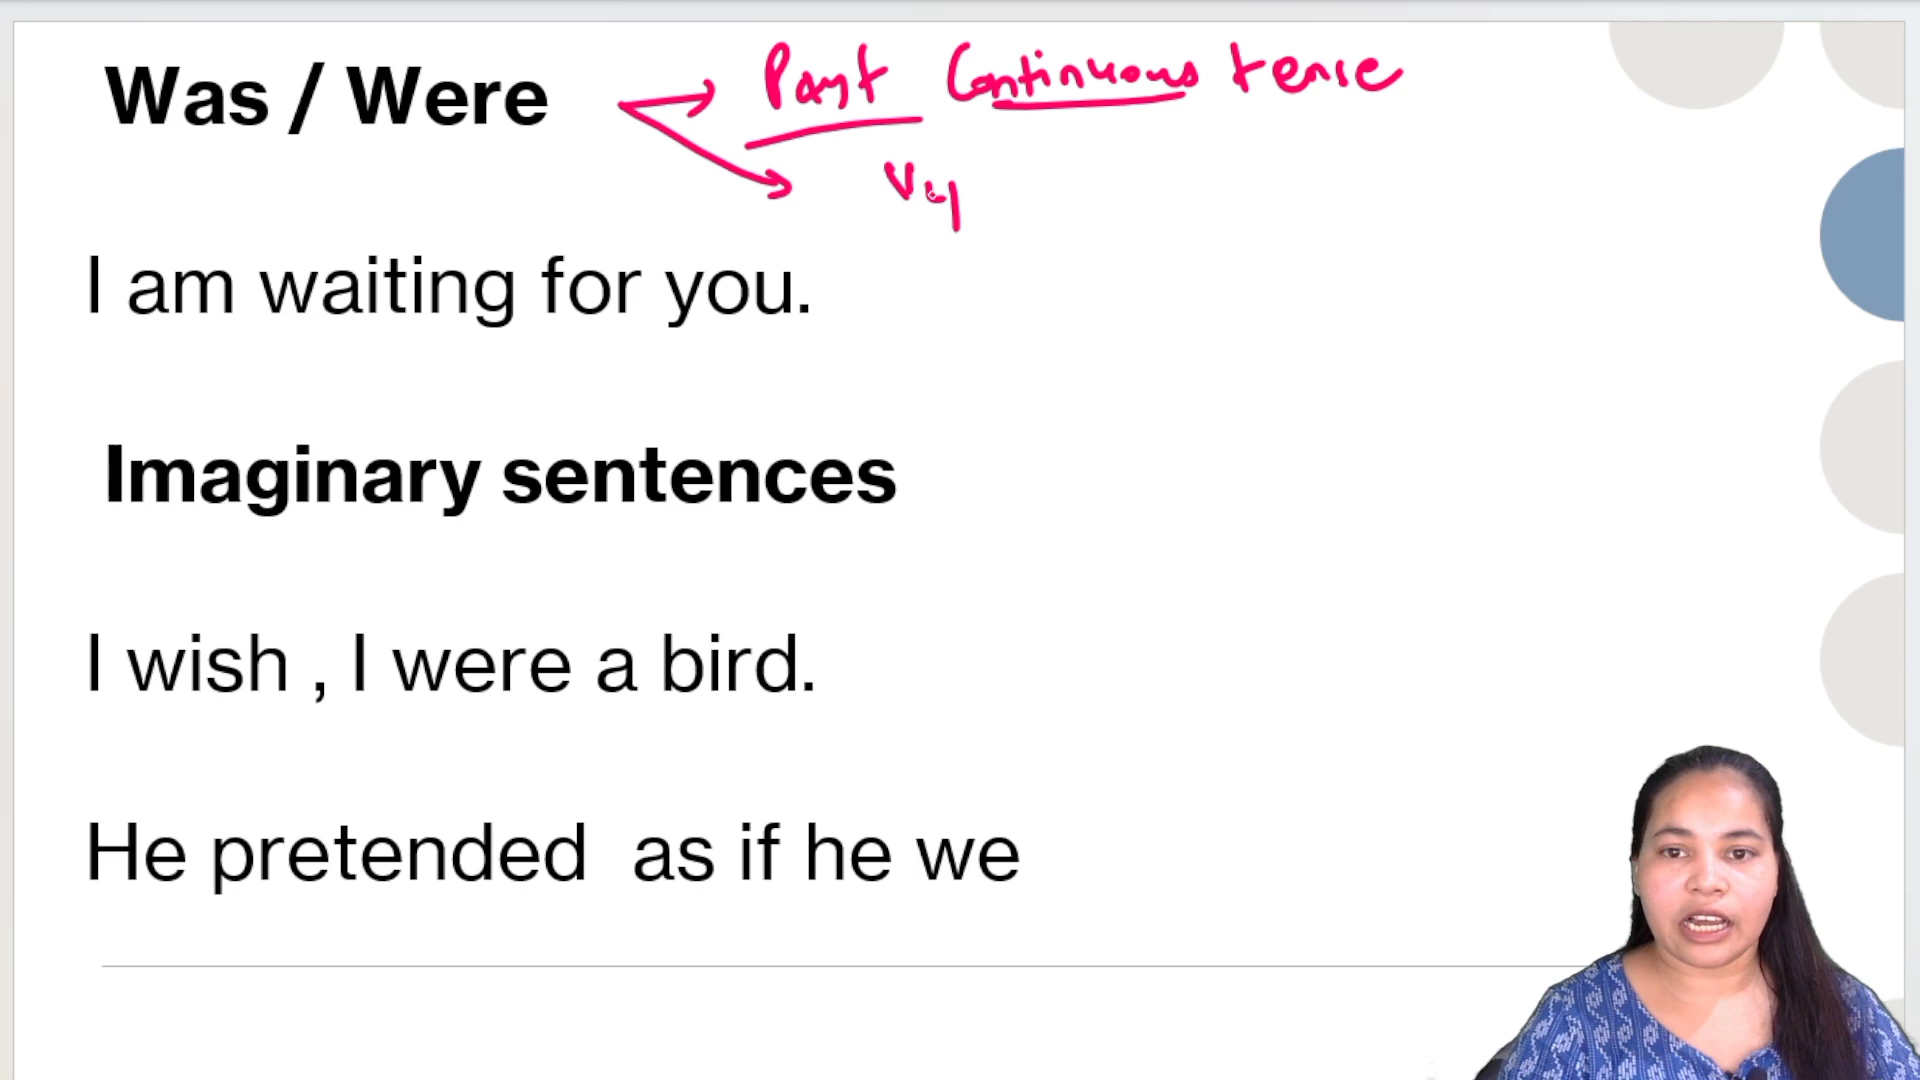 Was / Were Past Continuous tense
V4
I am waiting for you.
Imaginary sentences
I wish , I were a bird.
He pretended as if he we